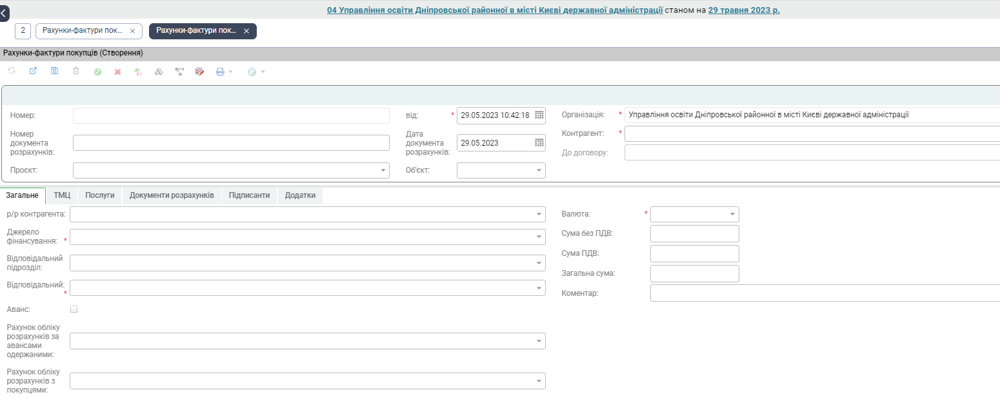 04 Управління освіти Дніпровської районної в місті Києві державної адміністрації станом на 29 травня 2023 р.
2 Рахунки-фактури пок... × Рахунки-фактури пок... ×
Рахунки-фактури покупців (Створення)
Номер:
від: * 29.05.2023 10:42:18
Організація: * Управління освіти Дніпровської районної в місті Києві державної адміністрації
Номер
документа
розрахунків:
Дата
документа
розрахунків:
29.05.2023
Контрагент: *
До договору:
Проєкт:
Об'єкт:
Загальне ТМЦ Послуги Документи розрахунків Підписанти Додатки
р/р контрагента:
Джерело
фінансування: *
Відповідальний
підрозділ:
Відповідальний:
*
Аванс:
Рахунок обліку
розрахунків за
авансами
одержаними:
Рахунок обліку
розрахунків з
покупцями:
Валюта: *
Сума без ПДВ:
Сума ПДВ:
Загальна сума:
Коментар: